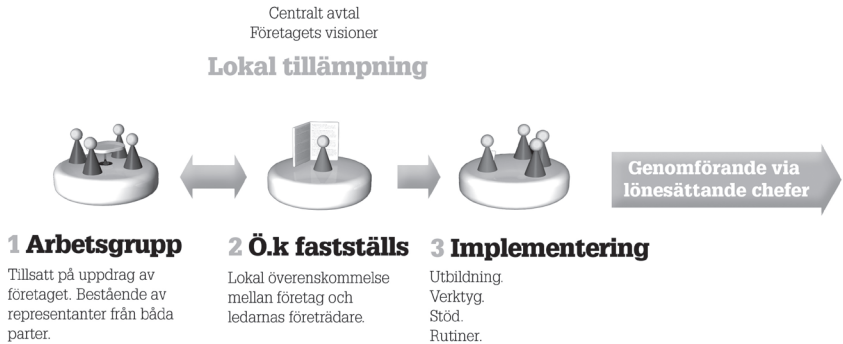 Centralt avtal
Företagets visioner
Lokal tillämpning
Genomförande via
lönesättande chefer
1 Arbetsgrupp
Tillsatt på uppdrag av
företaget. Bestående av
representanter från båda
parter.
2 Ö.k fastställs
Lokal överenskommelse
mellan företag och
ledarnas företrädare.
3 Implementering
Utbildning.
Verktyg.
Stöd.
Rutiner.